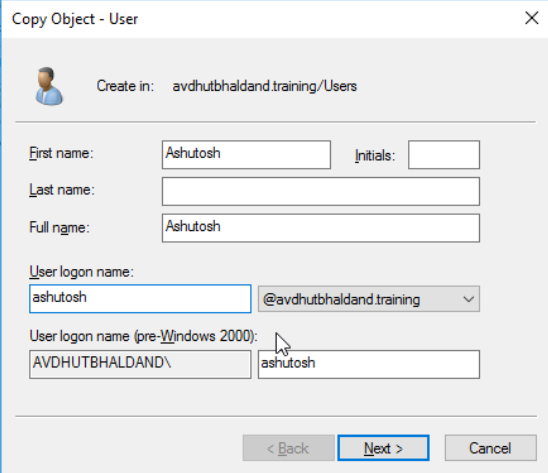 Copy Object - User
Create in: avdhutbhaldand.training/Users
First name: Ashutosh Initials:
Last name:
Full name: Ashutosh
User logon name:
ashutosh @avdhutbhaldand.training
User logon name (pre-Windows 2000):
AVDHUTBHALDAND\ ashutosh
< Back Next > Cancel